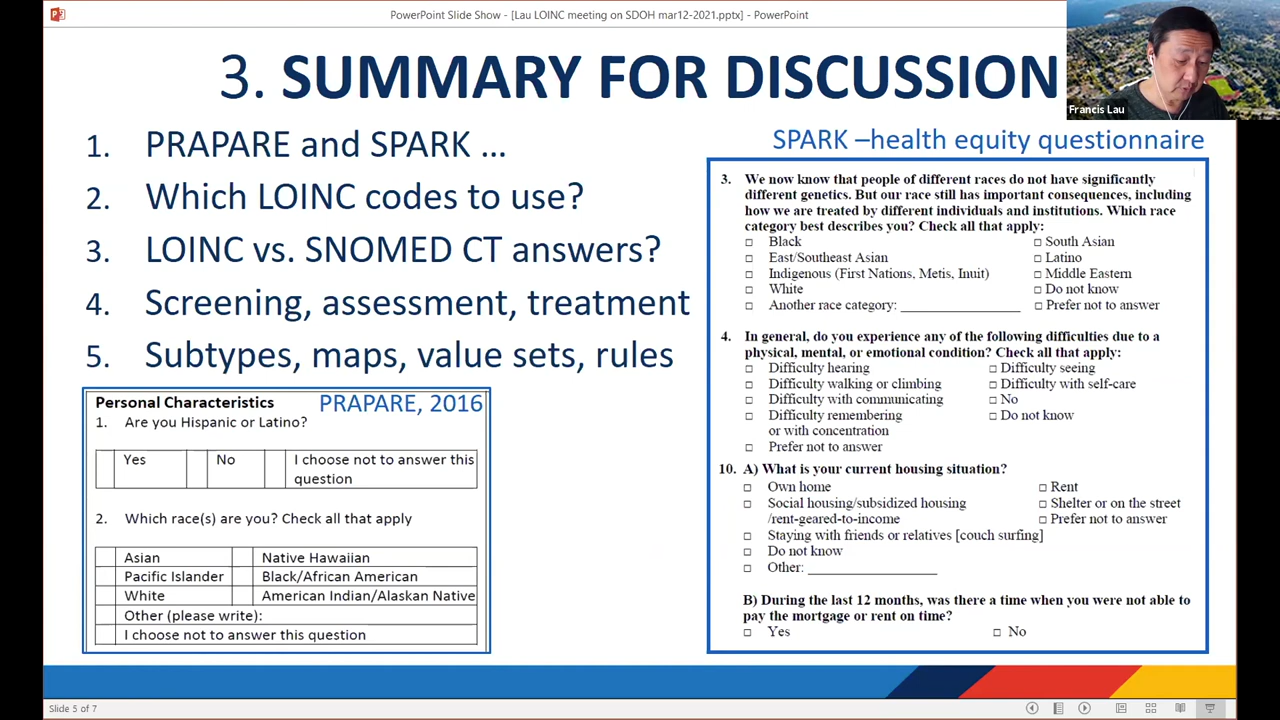 PowerPoint Slide Show - [Lau LOINC meeting on SDOH mar12-2021.pptx] - PowerPoint
Francis Lau
3. SUMMARY FOR DISCUSSION
1. PRAPARE and SPARK ...
2. Which LOINC codes to use?
3. LOINC vs. SNOMED CT answers?
4. Screening, assessment, treatment
5. Subtypes, maps, value sets, rules
Personal Characteristics PRAPARE, 2016
1. Are you Hispanic or Latino?
Yes No I choose not to answer this
question
2. Which race(s) are you? Check all that apply
Asian Native Hawaiian
Pacific Islander Black/African American
White American Indian/Alaskan Native
Other (please write):
I choose not to answer this question
SPARK –health equity questionnaire
3. We now know that people of different races do not have significantly
different genetics. But our race still has important consequences, including
how we are treated by different individuals and institutions. Which race
category best describes you? Check all that apply:
□ Black □ South Asian
□ East/Southeast Asian □ Latino
□ Indigenous (First Nations, Metis, Inuit) □ Middle Eastern
□ White □ Do not know
□ Another race category: ____________________ □ Prefer not to answer
4. In general, do you experience any of the following difficulties due to a
physical, mental, or emotional condition? Check all that apply:
□ Difficulty hearing □ Difficulty seeing
□ Difficulty walking or climbing □ Difficulty with self-care
□ Difficulty with communicating □ No
□ Difficulty remembering □ Do not know
or with concentration
□ Prefer not to answer
10. A) What is your current housing situation?
□ Own home □ Rent
□ Social housing/subsidized housing □ Shelter or on the street
/rent-geared-to-income □ Prefer not to answer
□ Staying with friends or relatives [couch surfing]
□ Do not know
□ Other: ____________________
B) During the last 12 months, was there a time when you were not able to
pay the mortgage or rent on time?
□ Yes □ No
Slide 5 of 7